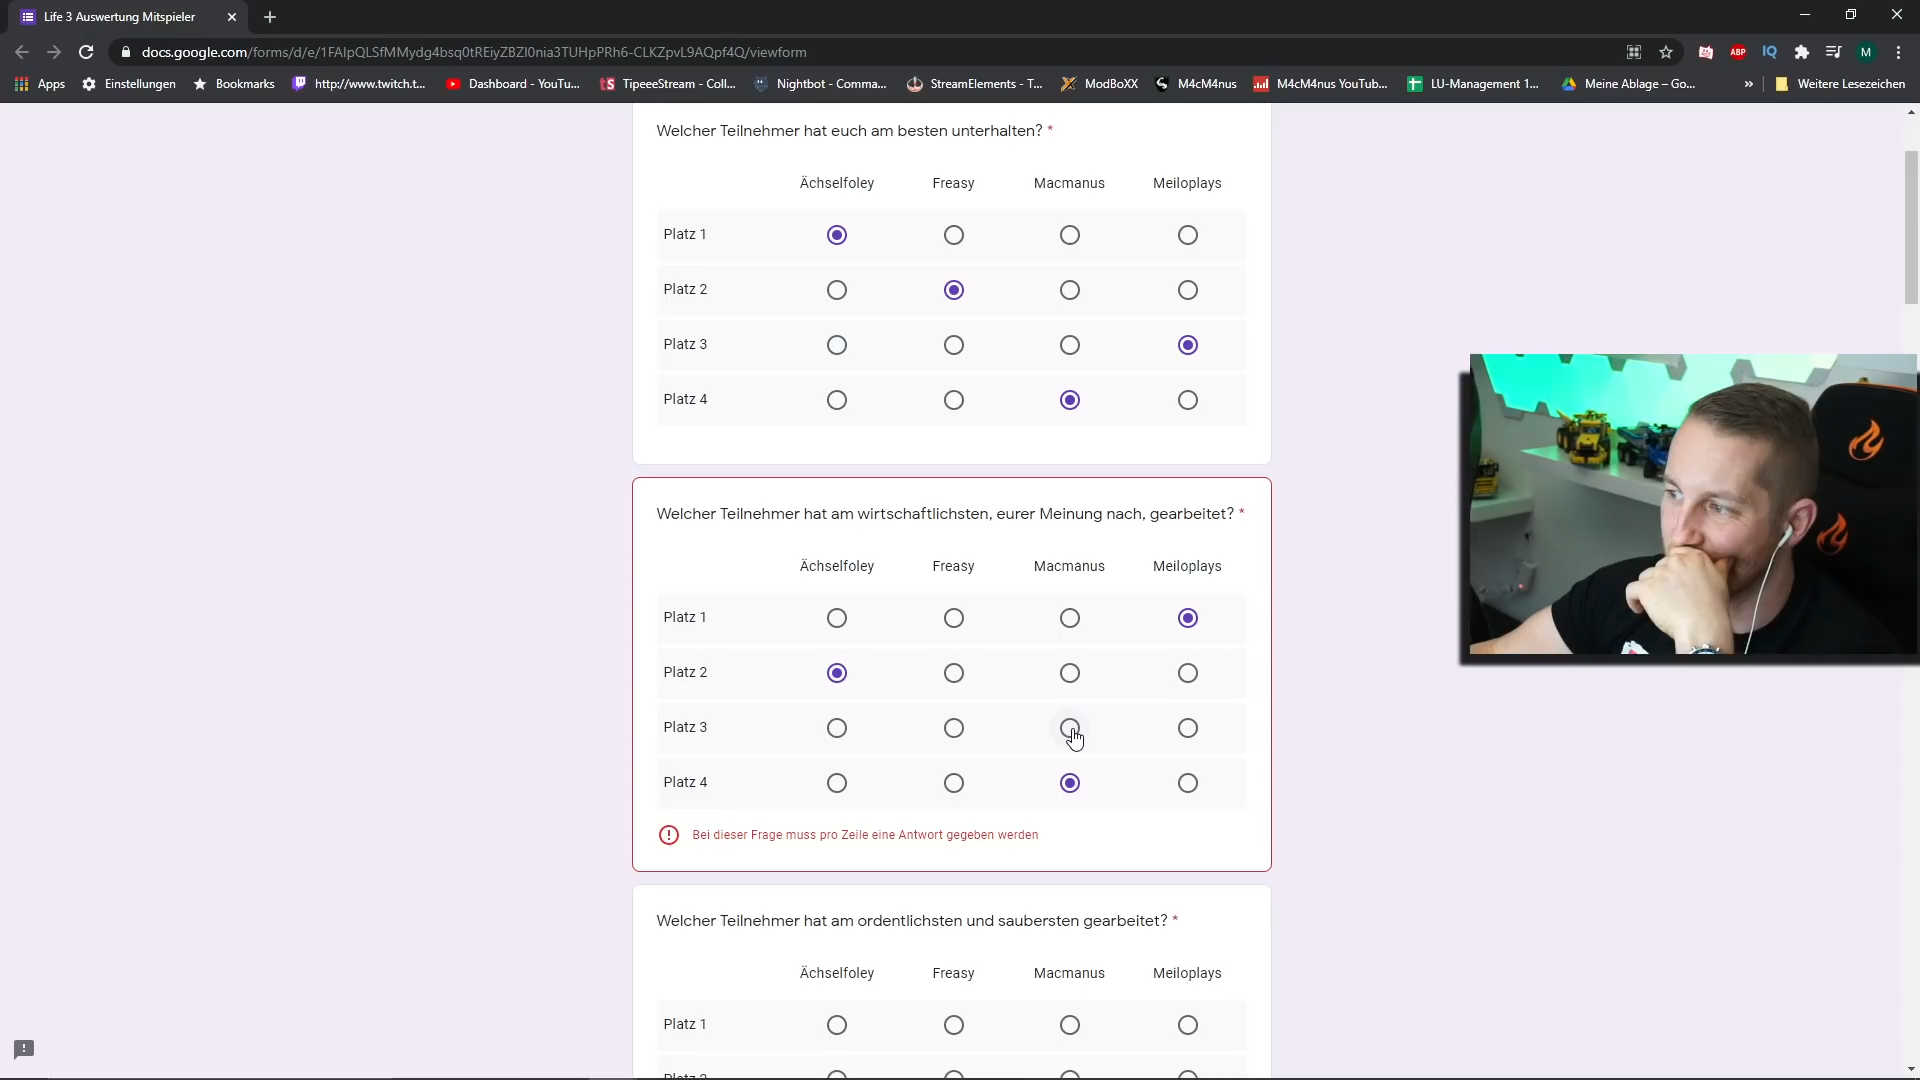 Life 3 Auswertung Mitspieler
docs.google.com/forms/d/e/1FAIpQLSfMMydg4bsq0tREiyZBZI0nia3TUHpPRh6-CLKZpvL9AQpf4Q/viewform
ABP
IQ
M
Apps
Einstellungen
Bookmarks
http://www.twitch.t...
Dashboard - YouTu...
TipeeeStream - Coll...
Nightbot - Comma...
StreamElements - T...
ModBoXX
M4cM4nus
M4cM4nus YouTub...
LU-Management 1...
Meine Ablage – Go...
»
Weitere Lesezeichen
Welcher Teilnehmer hat euch am besten unterhalten? *
Ächselfoley Freasy Macmanus Meiloplays
Platz 1
Platz 2
Platz 3
Platz 4
Welcher Teilnehmer hat am wirtschaftlichsten, eurer Meinung nach, gearbeitet? *
Ächselfoley Freasy Macmanus Meiloplays
Platz 1
Platz 2
Platz 3
Platz 4
Bei dieser Frage muss pro Zeile eine Antwort gegeben werden
Welcher Teilnehmer hat am ordentlichsten und saubersten gearbeitet? *
Ächselfoley Freasy Macmanus Meiloplays
Platz 1
Platz 2